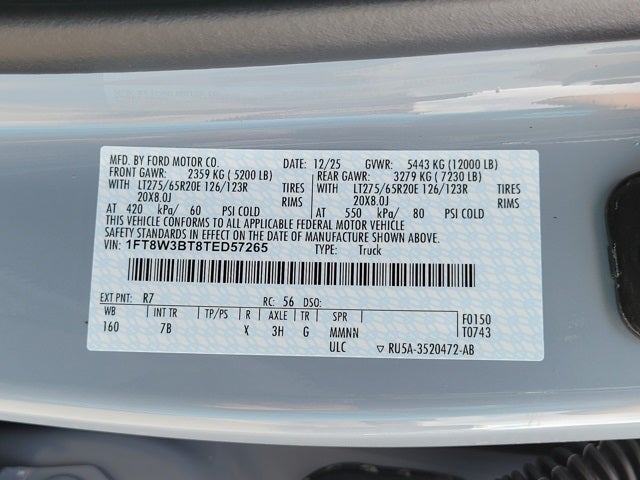 MFD. BY FORD MOTOR CO. DATE: 12/25 GVWR: 5443 KG (12000 LB)
FRONT GAWR: 2359 KG (5200 LB) REAR GAWR: 3279 KG (7230 LB)
WITH LT275/65R20E 126/123R TIRES WITH LT275/65R20E 126/123R TIRES
20X8.0J RIMS 20X8.0J RIMS
AT 420 kPa/ 60 PSI COLD AT 550 kPa/ 80 PSI COLD
THIS VEHICLE CONFORMS TO ALL APPLICABLE FEDERAL MOTOR VEHICLE
SAFETY STANDARDS IN EFFECT ON THE DATE OF MANUFACTURE SHOWN ABOVE.
VIN: 1FT8W3BT8TED57265 TYPE: Truck
EXT PNT: R7 RC: 56 DSO:
WB INT TR TP/PS R AXLE TR SPR F0150
160 7B X 3H G MMNN T0743
ULC ▽ RU5A-3520472-AB